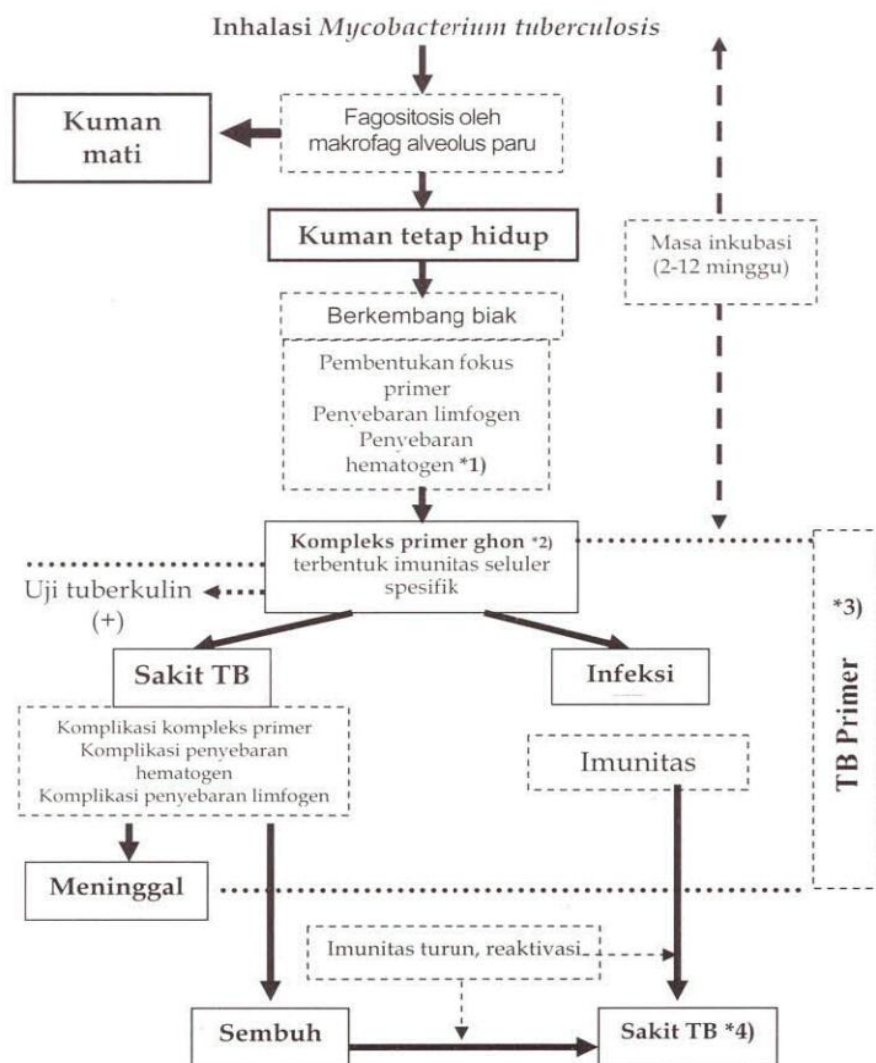 Inhalasi Mycobacterium tuberculosis
Fagositosis oleh
makrofag alveolus paru
Kuman
mati
Kuman tetap hidup
Masa inkubasi
(2-12 minggu)
Berkembang biak
Pembentukan fokus
primer
Penyebaran limfogen
Penyebaran
hematogen *1)
Kompleks primer ghon *2)
terbentuk imunitas seluler
spesifik
Uji tuberkulin
(+)
*3)
TB Primer
Sakit TB
Infeksi
Komplikasi kompleks primer
Komplikasi penyebaran
hematogen
Komplikasi penyebaran limfogen
Imunitas
Meninggal
Imunitas turun, reaktivasi
Sembuh
Sakit TB *4)